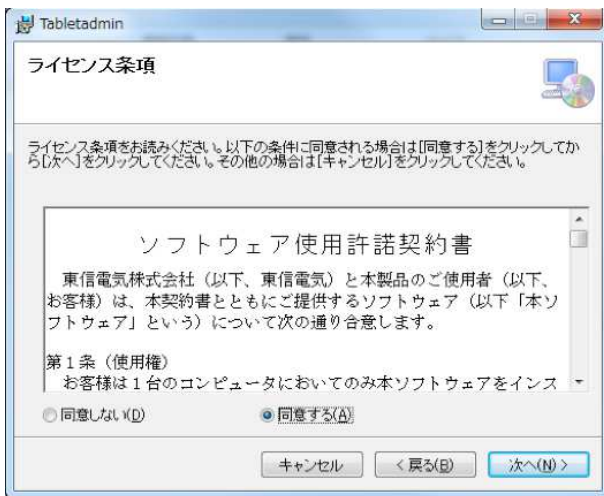 Tabletadmin
ライセンス条項
ライセンス条項をお読みください。以下の条件に同意される場合は[同意する]をクリックしてか
ら[次へ]をクリックしてください。その他の場合は[キャンセル]をクリックしてください。
ソフトウェア使用許諾契約書
東信電気株式会社（以下、東信電気）と本製品のご使用者（以下、
お客様）は、本契約書とともにご提供するソフトウェア（以下「本ソ
フトウェア」という）について次の通り合意します。
第１条（使用権）
お客様は１台のコンピュータにおいてのみ本ソフトウェアをインス
同意しない(D) 同意する(A)
キャンセル < 戻る(B) 次へ(N) >